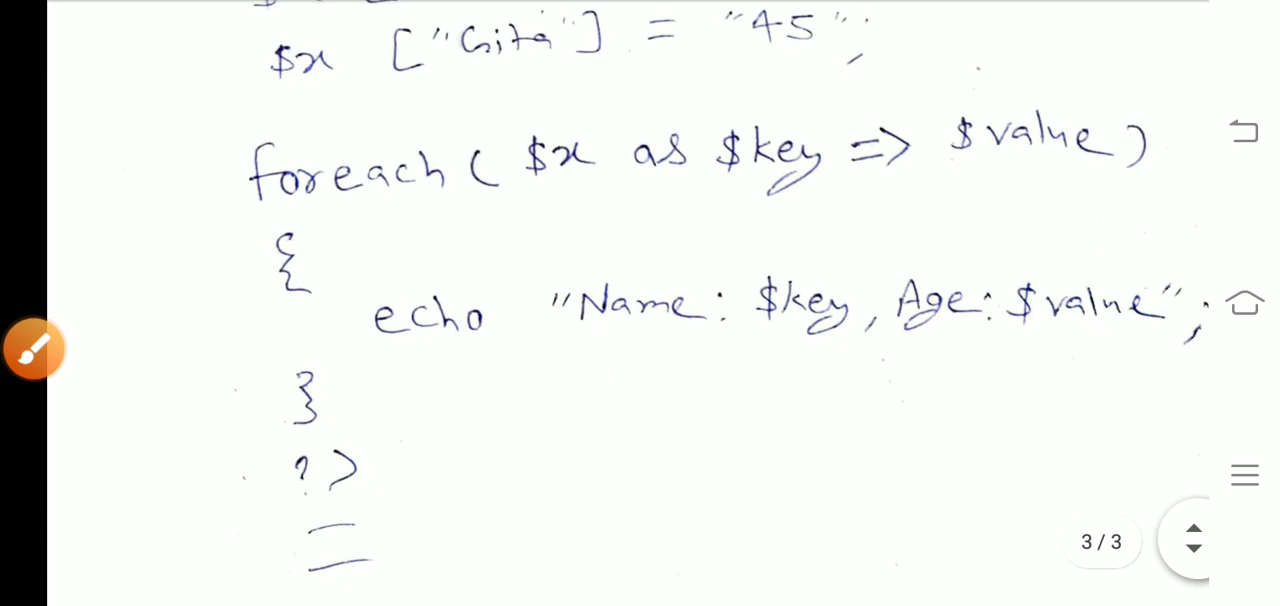 $x ["Gita"] = "45";
foreach ( $x as $key => $value )
{
echo "Name: $key, Age: $value";
}
?>
3 / 3